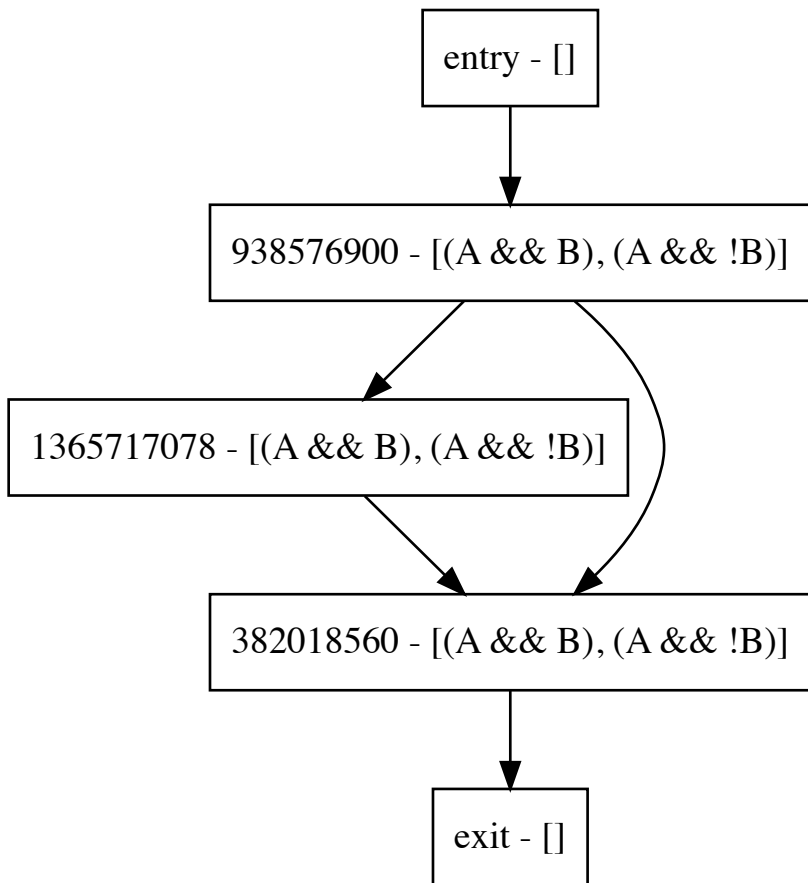 entry - []
938576900 - [(A && B), (A && !B)]
1365717078 - [(A && B), (A && !B)]
382018560 - [(A && B), (A && !B)]
exit - []